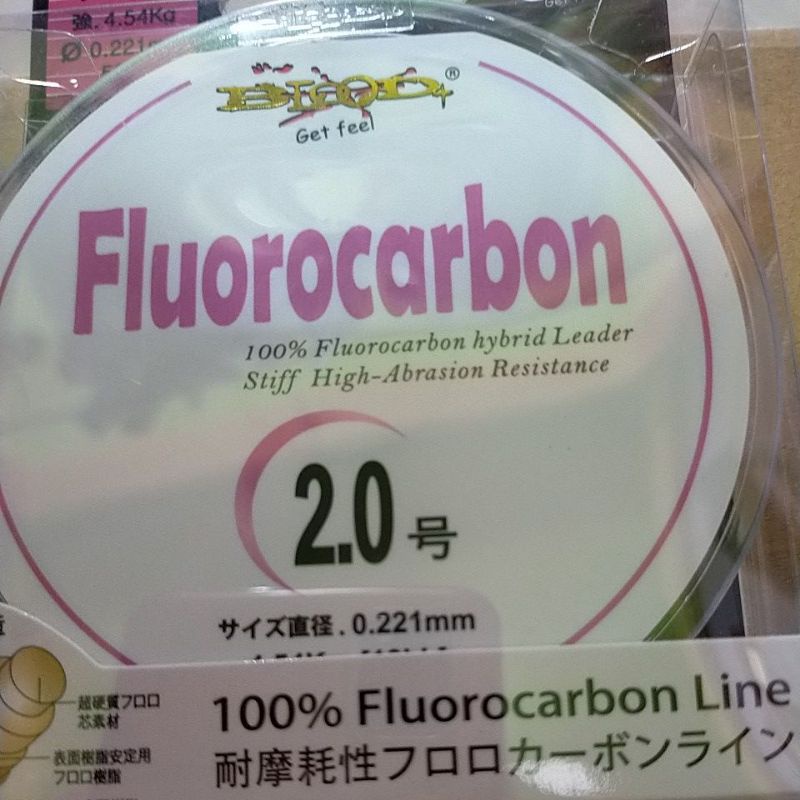 強.4.54Kg
Ø 0.221
BLOOD®
Get feel
Fluorocarbon
100% Fluorocarbon hybrid Leader
Stiff High-Abrasion Resistance
2.0号
サイズ直径.0.221mm
超硬質フロロ
芯素材
表面樹脂安定用
フロロ樹脂
100% Fluorocarbon Line
耐摩耗性フロロカーボンライン